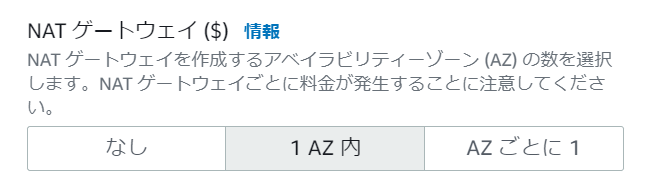 NAT ゲートウェイ ($) 情報
NAT ゲートウェイを作成するアベイラビリティーゾーン (AZ) の数を選択
します。NAT ゲートウェイごとに料金が発生することに注意してくださ
い。
なし 1 AZ 内 AZ ごとに 1